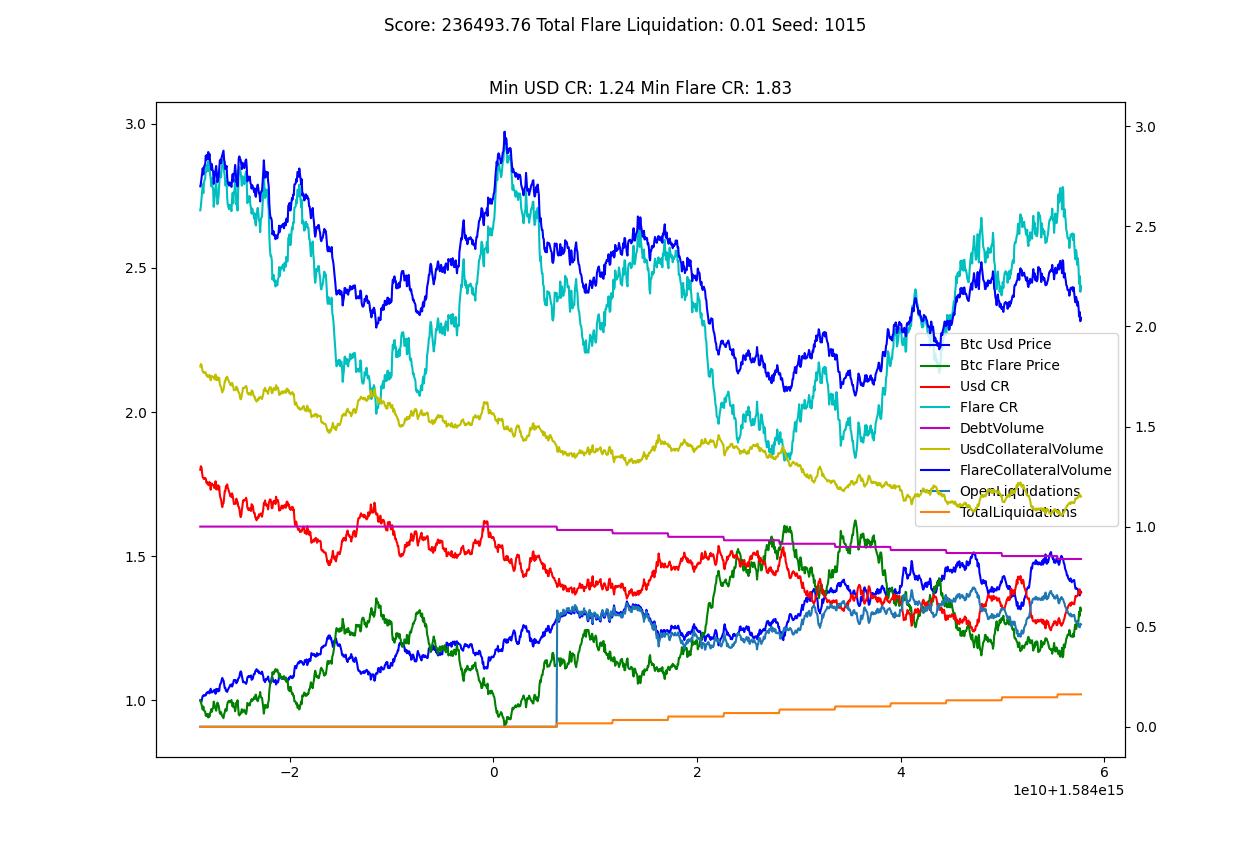 Score: 236493.76 Total Flare Liquidation: 0.01 Seed: 1015
Min USD CR: 1.24 Min Flare CR: 1.83
3.0
2.5
2.0
1.5
1.0
3.0
2.5
2.0
1.5
1.0
0.5
0.0
Btc Usd Price
Btc Flare Price
Usd CR
Flare CR
DebtVolume
UsdCollateralVolume
FlareCollateralVolume
OpenLiquidations
TotalLiquidations
−2 0 2 4 6
1e10+1.584e15